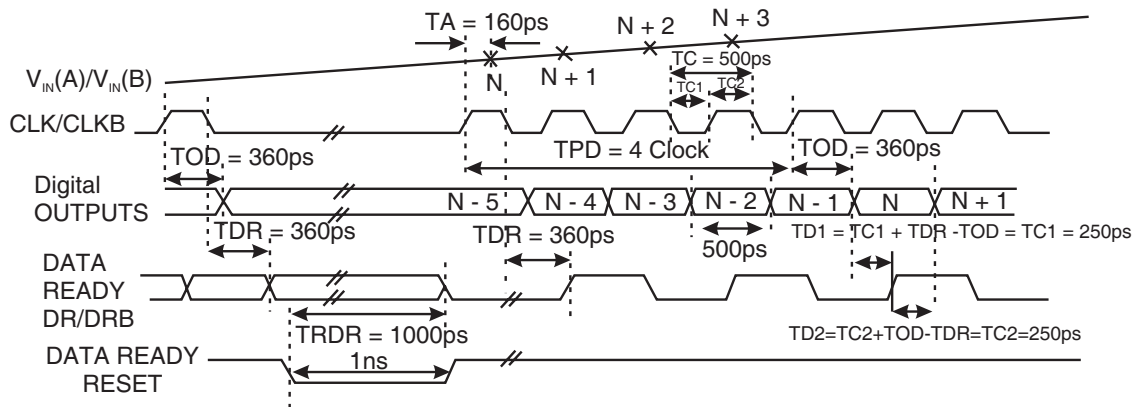 N + 3
TA = 160ps
N + 2
TC = 500ps
N
N + 1
TC1
TC2
VIN(A)/VIN(B)
CLK/CLKB
TOD = 360ps
TPD = 4 Clock
TOD = 360ps
Digital
OUTPUTS
N - 5
N - 4
N - 3
N - 2
N - 1
N
N + 1
TDR = 360ps
TDR = 360ps
500ps
TD1 = TC1 + TDR -TOD = TC1 = 250ps
DATA
READY
DR/DRB
TRDR = 1000ps
TD2=TC2+TOD-TDR=TC2=250ps
DATA READY
RESET
1ns